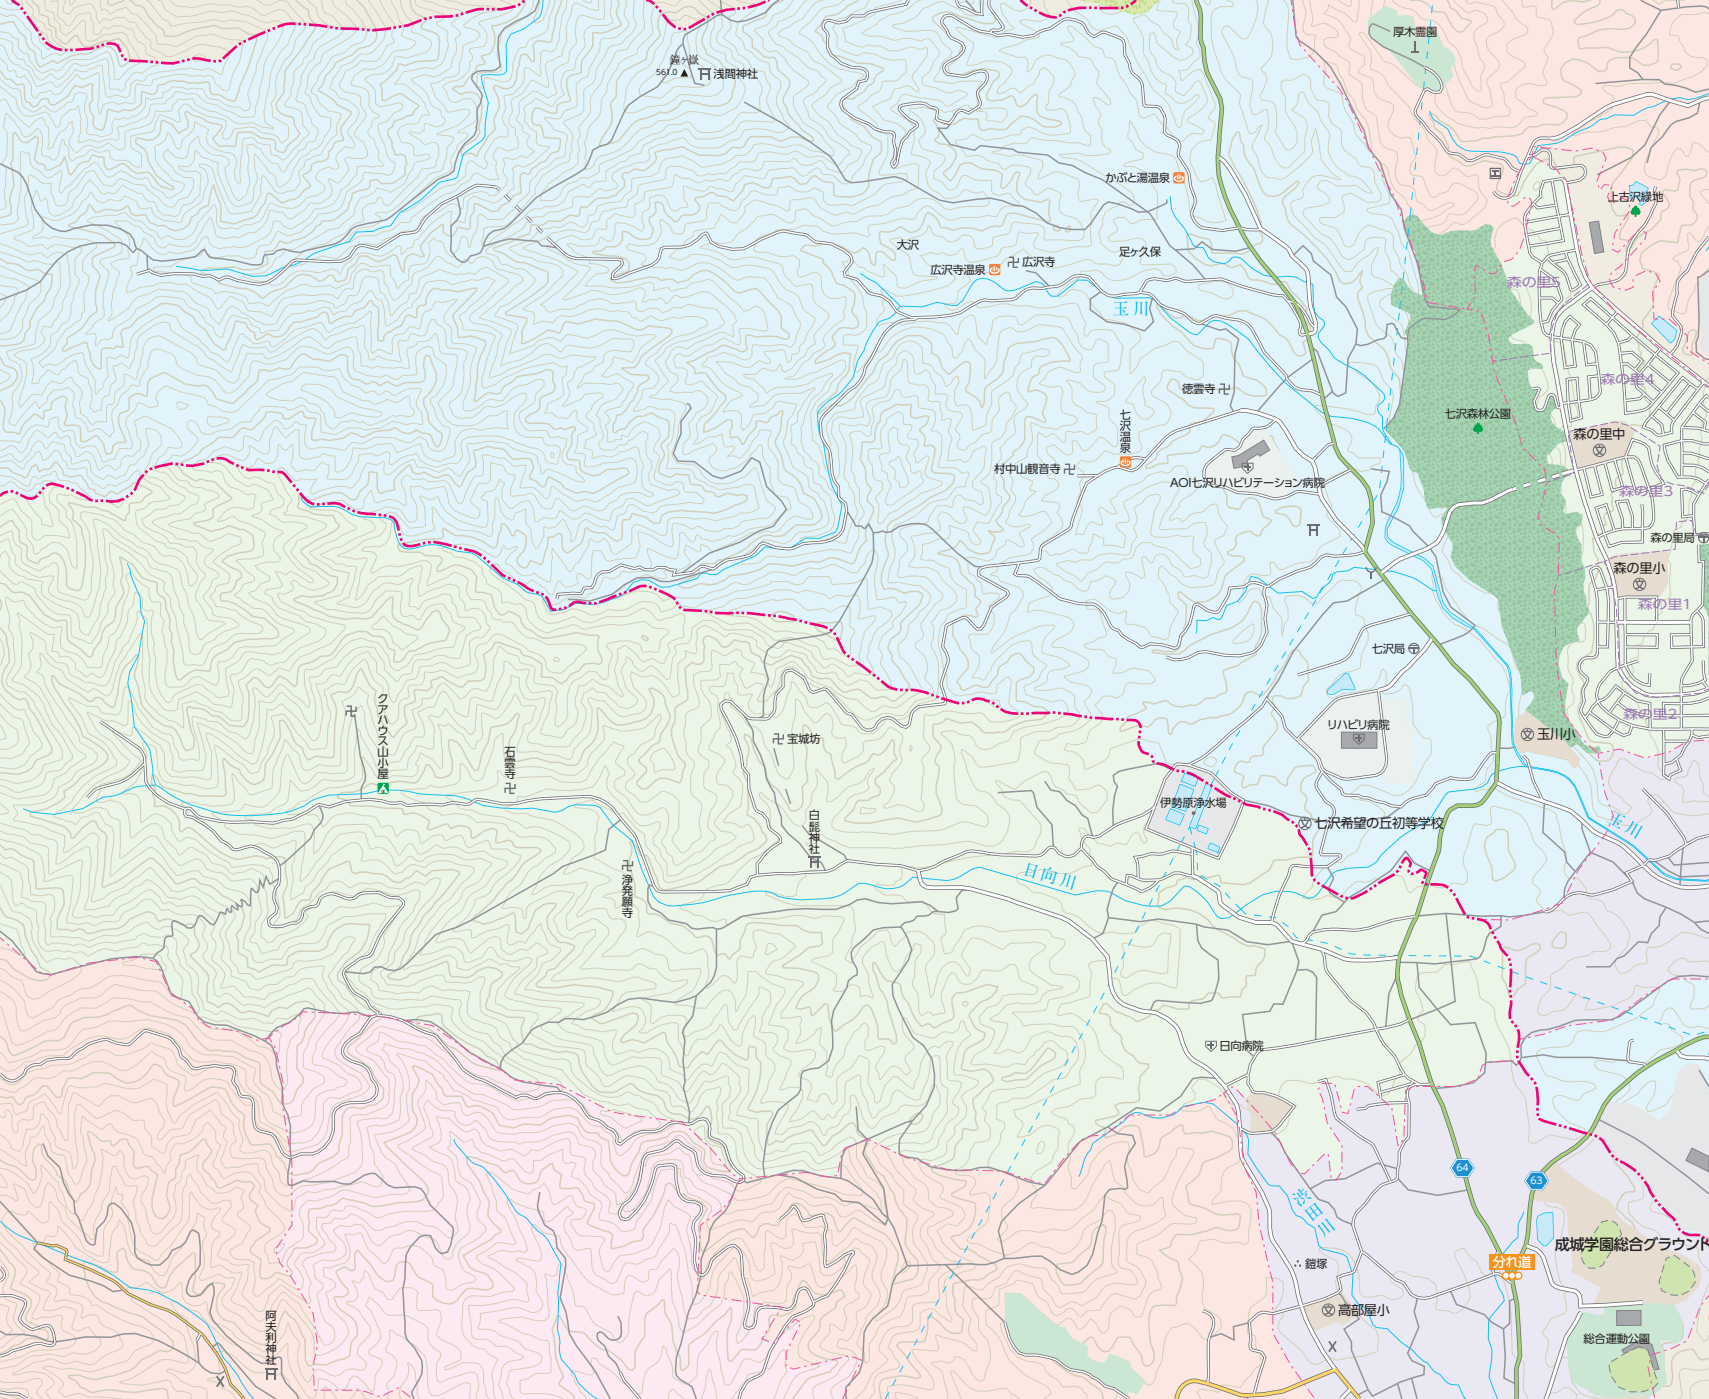 厚木霊園
鐘ヶ嶽
561.0
浅間神社
かぶと湯温泉
上古沢緑地
大沢
足ヶ久保
広沢寺温泉
広沢寺
森の里5
玉川
森の里4
徳雲寺
七沢温泉
七沢森林公園
森の里中
村中山観音寺
AOI七沢リハビリテーション病院
森の里3
森の里局
森の里小
森の里1
七沢局
クアハウス山小屋
石雲寺
宝城坊
リハビリ病院
森の里2
玉川小
伊勢原浄水場
七沢希望の丘初等学校
玉川
白髭神社
日向川
浄発願寺
日向病院
64
63
渋田川
成城学園総合グラウンド
分れ道
鎧塚
高部屋小
阿夫利神社
総合運動公園